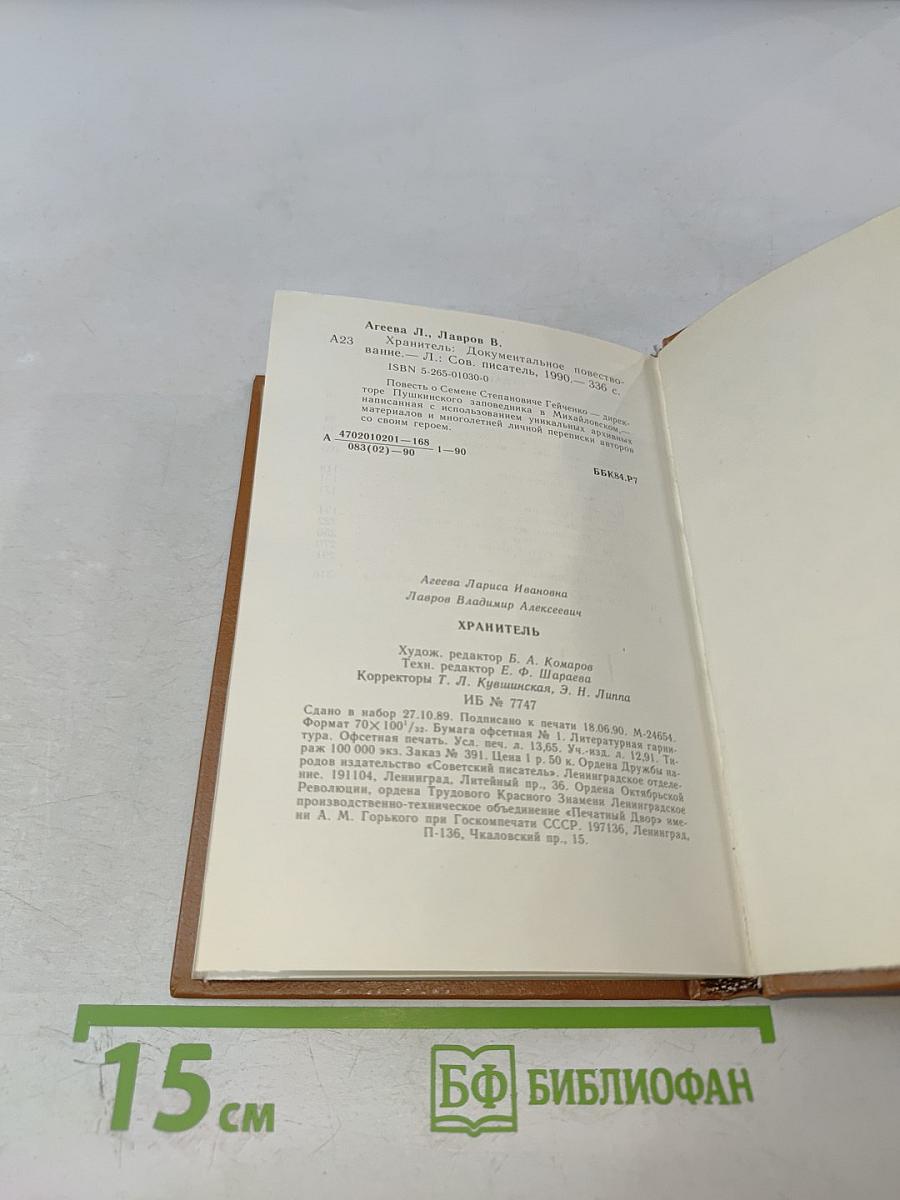 Агеева Л., Лавров В.
А23 Хранитель: Документальное повество-
вание.— Л.: Сов. писатель, 1990.— 336 с.
ISBN 5-265-01030-0
Повесть о Семене Степановиче Гейченко — дирек-
торе Пушкинского заповедника в Михайловском,—
написанная с использованием уникальных архивных
материалов и многолетней личной переписки авторов
со своим героем.
А 4702010201—168 1—90
083(02)—90
ББК84.Р7
Агеева Лариса Ивановна
Лавров Владимир Алексеевич
ХРАНИТЕЛЬ
Худож. редактор Б. А. Комаров
Техн. редактор Е. Ф. Шараева
Корректоры Т. Л. Кувшинская, Э. Н. Липпа
ИБ № 7747
Сдано в набор 27.10.89. Подписано к печати 18.06.90. М-24654.
Формат 70×100¹/₃₂. Бумага офсетная № 1. Литературная гарни-
тура. Офсетная печать. Усл. печ. л. 13,65. Уч.-изд. л. 12,91. Ти-
раж 100 000 экз. Заказ № 391. Цена 1 р. 50 к. Ордена Дружбы на-
родов издательство «Советский писатель». Ленинградское отделе-
ние. 191104, Ленинград, Литейный пр., 36. Ордена Октябрьской
Революции, ордена Трудового Красного Знамени Ленинградское
производственно-техническое объединение «Печатный Двор» име-
ни А. М. Горького при Госкомпечати СССР. 197136, Ленинград,
П-136, Чкаловский пр., 15.
15 см
БФ БИБЛИОФАН